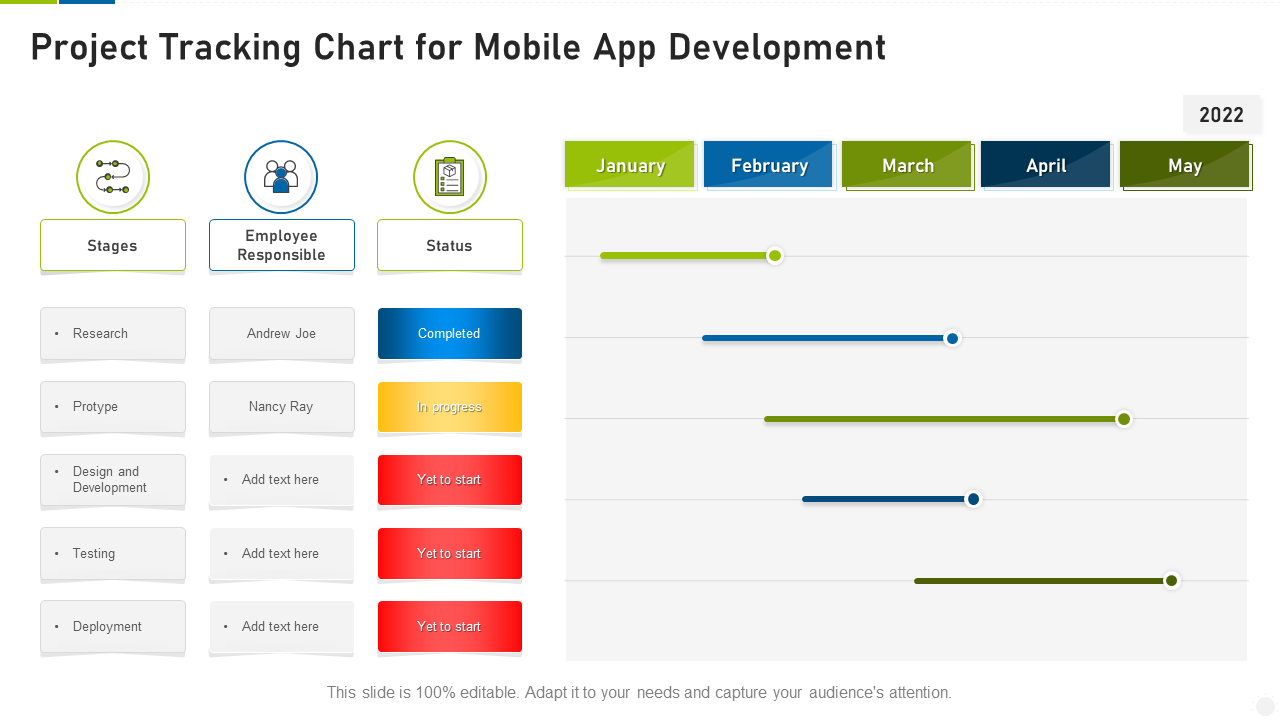 Project Tracking Chart for Mobile App Development
2022
January February March April May
Stages
Employee
Responsible
Status
• Research
Andrew Joe
Completed
• Protype
Nancy Ray
In progress
• Design and
Development
• Add text here
Yet to start
• Testing
• Add text here
Yet to start
• Deployment
• Add text here
Yet to start
This slide is 100% editable. Adapt it to your needs and capture your audience's attention.